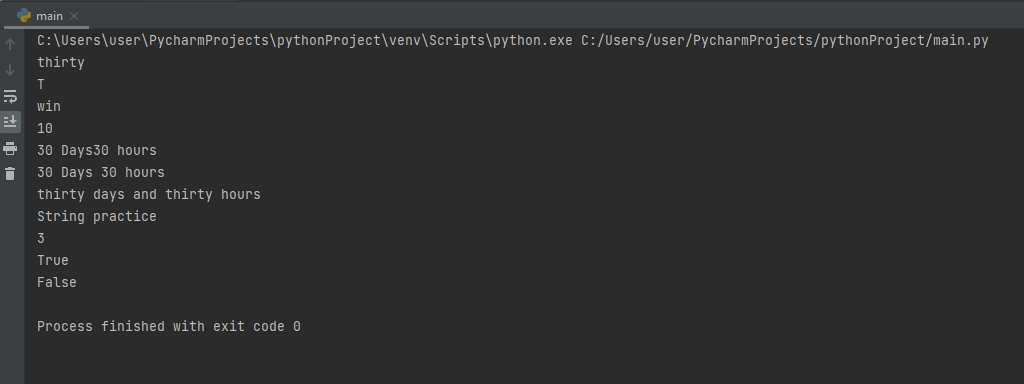 main
C:\Users\user\PycharmProjects\pythonProject\venv\Scripts\python.exe C:/Users/user/PycharmProjects/pythonProject/main.py
thirty
T
win
10
30 Days30 hours
30 Days 30 hours
thirty days and thirty hours
String practice
3
True
False
Process finished with exit code 0